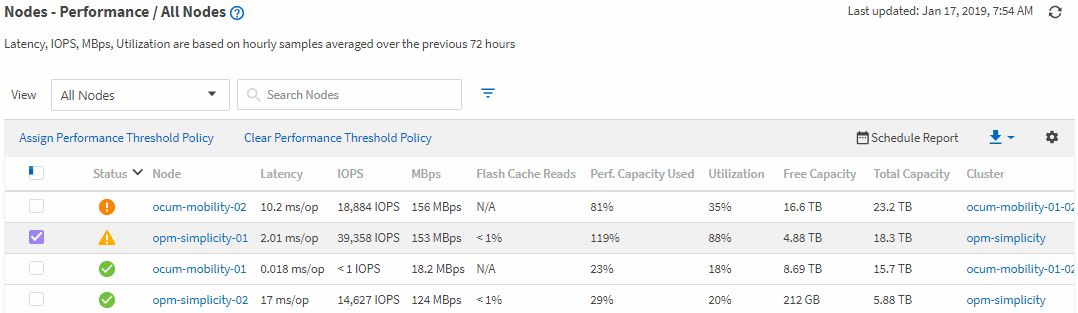 Nodes - Performance / All Nodes ?
Last updated: Jan 17, 2019, 7:54 AM
Latency, IOPS, MBps, Utilization are based on hourly samples averaged over the previous 72 hours
View All Nodes Search Nodes
Assign Performance Threshold Policy Clear Performance Threshold Policy Schedule Report
Status Node Latency IOPS MBps Flash Cache Reads Perf. Capacity Used Utilization Free Capacity Total Capacity Cluster
ocum-mobility-02 10.2 ms/op 18,884 IOPS 156 MBps N/A 81% 35% 16.6 TB 23.2 TB ocum-mobility-01-02
opm-simplicity-01 2.01 ms/op 39,358 IOPS 153 MBps < 1% 119% 88% 4.88 TB 18.3 TB opm-simplicity
ocum-mobility-01 0.018 ms/op < 1 IOPS 18.2 MBps N/A 23% 18% 8.69 TB 15.7 TB ocum-mobility-01-02
opm-simplicity-02 17 ms/op 14,627 IOPS 124 MBps < 1% 29% 20% 212 GB 5.88 TB opm-simplicity